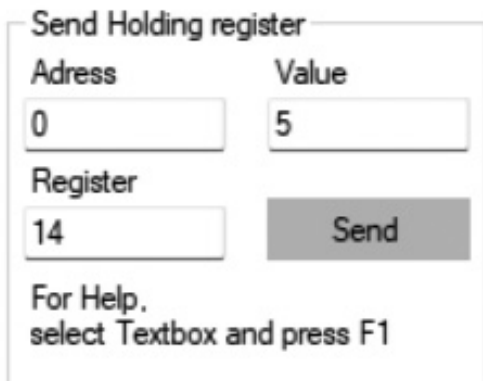 Send Holding register
Adress
Value
0
5
Register
14
Send
For Help,
select Textbox and press F1